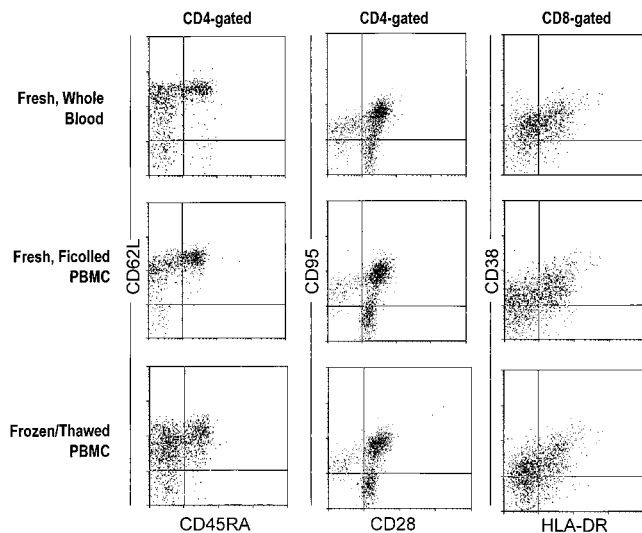 CD4-gated
CD4-gated
CD8-gated
Fresh, Whole
Blood
CD62L
CD95
CD38
Fresh, Ficolled
PBMC
Frozen/Thawed
PBMC
CD45RA
CD28
HLA-DR